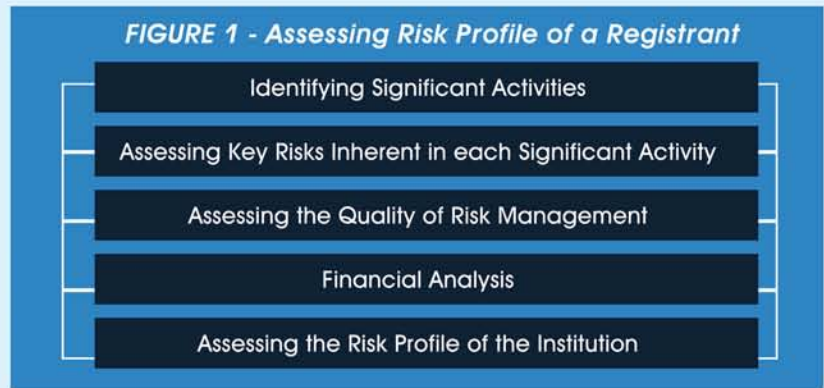 FIGURE 1 - Assessing Risk Profile of a Registrant
Identifying Significant Activities
Assessing Key Risks Inherent in each Significant Activity
Assessing the Quality of Risk Management
Financial Analysis
Assessing the Risk Profile of the Institution